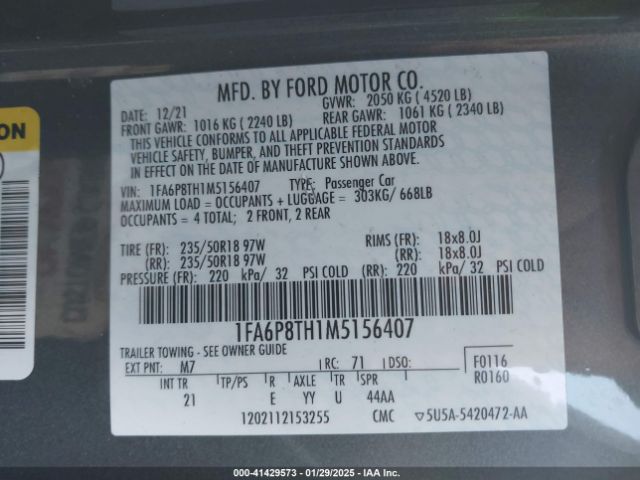 MFD. BY FORD MOTOR CO.
DATE: 12/21 GVWR: 2050 KG ( 4520 LB)
FRONT GAWR: 1016 KG ( 2240 LB) REAR GAWR: 1061 KG ( 2340 LB)
THIS VEHICLE CONFORMS TO ALL APPLICABLE FEDERAL MOTOR
VEHICLE SAFETY, BUMPER, AND THEFT PREVENTION STANDARDS
IN EFFECT ON THE DATE OF MANUFACTURE SHOWN ABOVE.
VIN: 1FA6P8TH1M5156407 TYPE: Passenger Car
MAXIMUM LOAD = OCCUPANTS + LUGGAGE = 303KG/ 668LB
OCCUPANTS = 4 TOTAL; 2 FRONT, 2 REAR
TIRE (FR): 235/50R18 97W RIMS (FR): 18x8.0J
(RR): 235/50R18 97W (RR): 18x8.0J
PRESSURE (FR): 220 kPa/ 32 PSI COLD (RR): 220 kPa/ 32 PSI COLD
1FA6P8TH1M5156407
TRAILER TOWING - SEE OWNER GUIDE
EXT PNT: M7 RC: 71 DSO: F0116
R0160
INT TR TP/PS R AXLE TR SPR
21 E YY U 44AA
1202112153255 CMC ▽5U5A-5420472-AA
ON
000-41429573 - 01/29/2025 - IAA Inc.